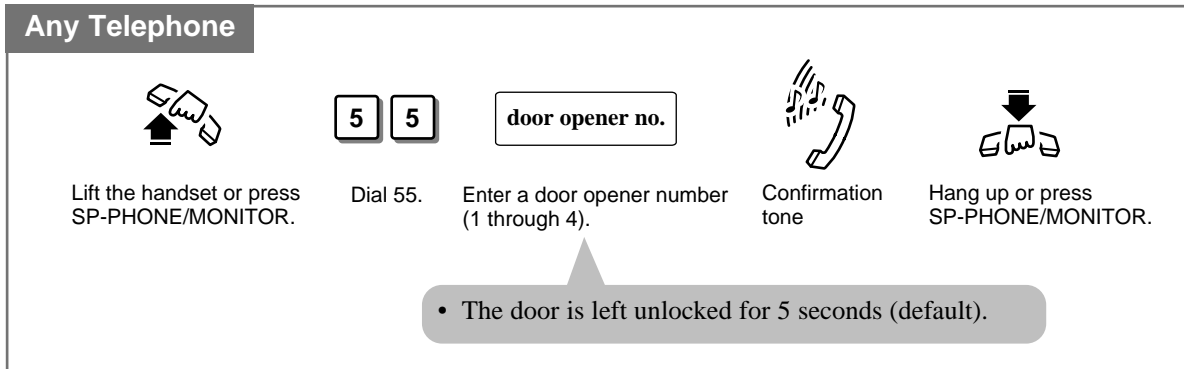 Any Telephone
5 5
door opener no.
Lift the handset or press
SP-PHONE/MONITOR.
Dial 55.
Enter a door opener number
(1 through 4).
Confirmation
tone
Hang up or press
SP-PHONE/MONITOR.
• The door is left unlocked for 5 seconds (default).